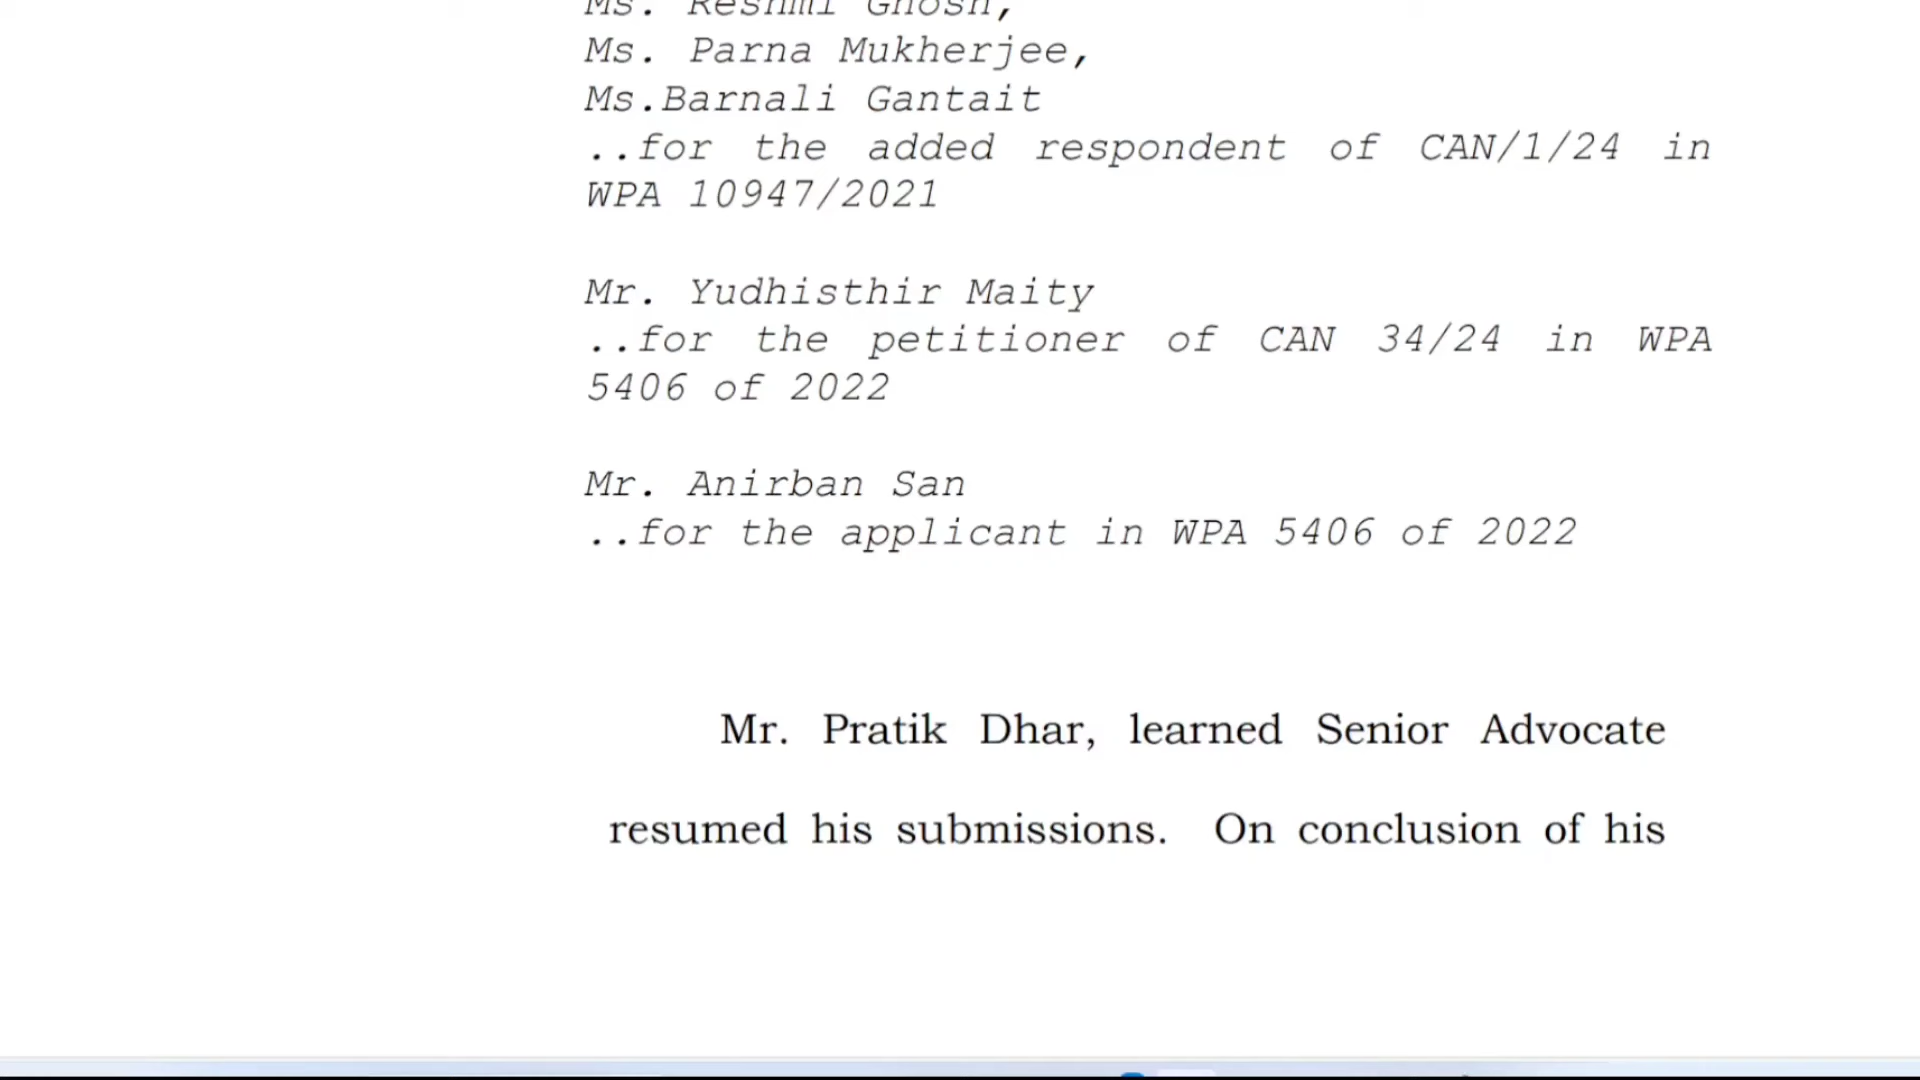 Ms. Reshmi Ghosh,
Ms. Parna Mukherjee,
Ms.Barnali Gantait
..for the added respondent of CAN/1/24 in
WPA 10947/2021
Mr. Yudhisthir Maity
..for the petitioner of CAN 34/24 in WPA
5406 of 2022
Mr. Anirban San
..for the applicant in WPA 5406 of 2022
Mr. Pratik Dhar, learned Senior Advocate
resumed his submissions. On conclusion of his